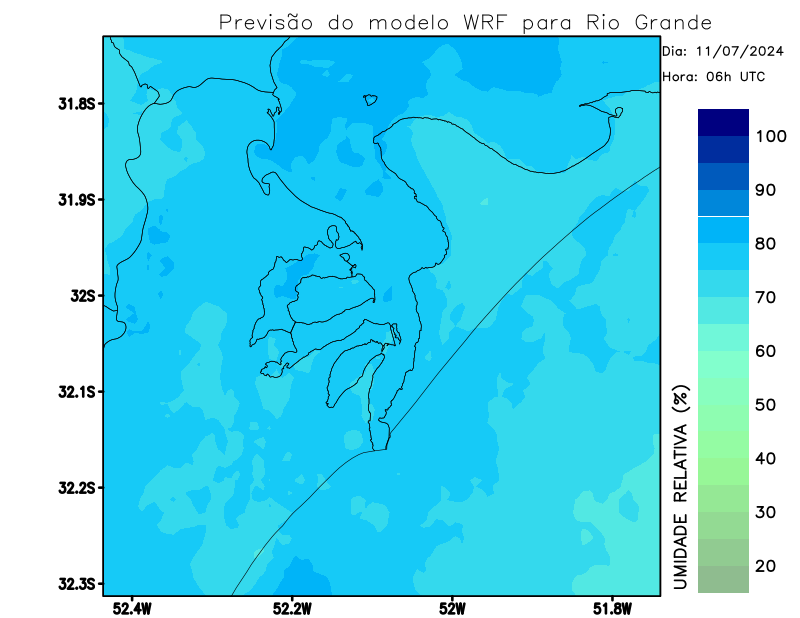 Previsão do modelo WRF para Rio Grande
Dia: 11/07/2024
Hora: 06h UTC
31.8S
31.9S
32S
32.1S
32.2S
32.3S
52.4W
52.2W
52W
51.8W
100
90
80
70
60
50
40
30
20
UMIDADE RELATIVA (%)